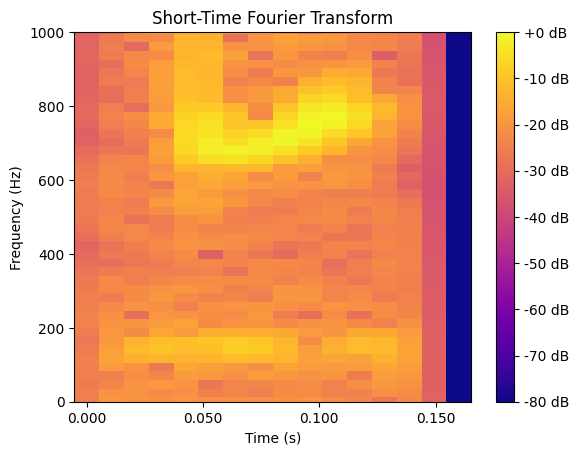 Short-Time Fourier Transform
1000
800
600
400
200
0
Frequency (Hz)
0.000
0.050
0.100
0.150
Time (s)
+0 dB
-10 dB
-20 dB
-30 dB
-40 dB
-50 dB
-60 dB
-70 dB
-80 dB